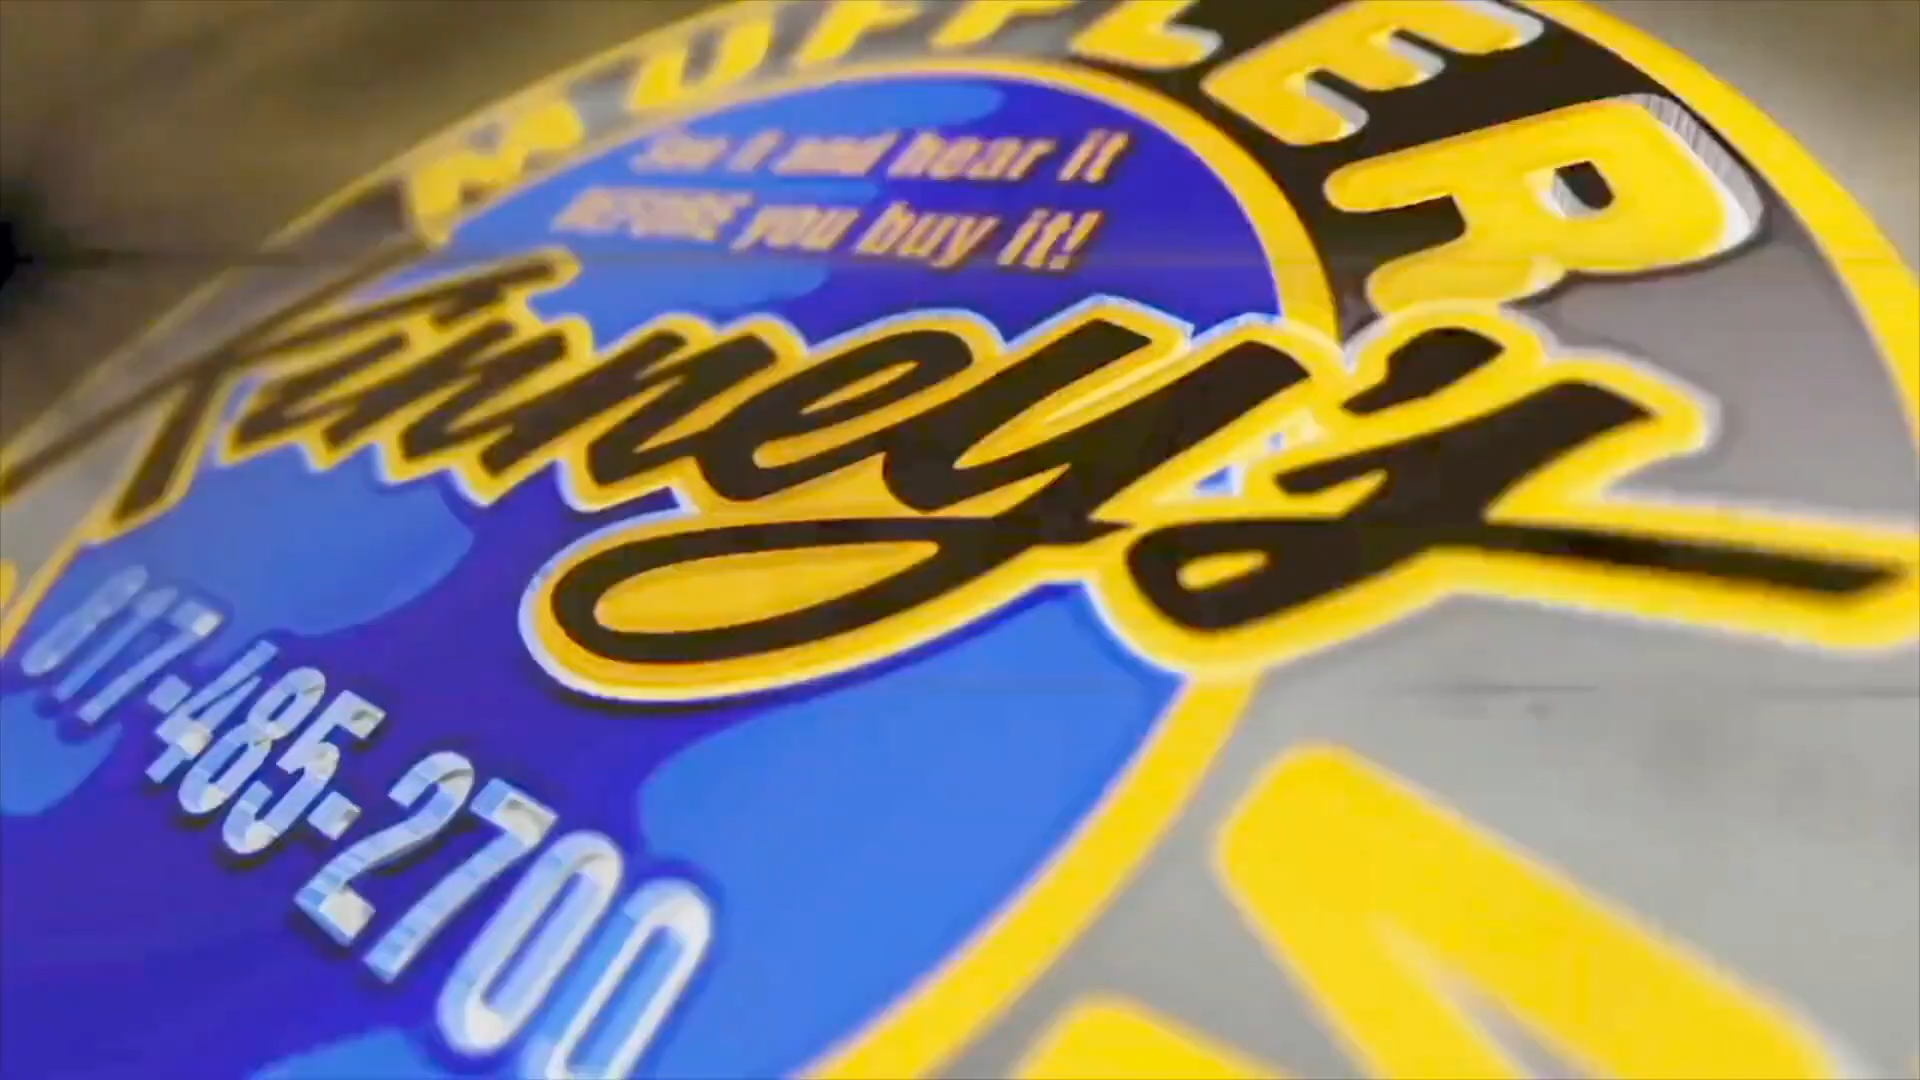 MUFFLER
See it and hear it
BEFORE you buy it!
Kinney's
817-485-2700